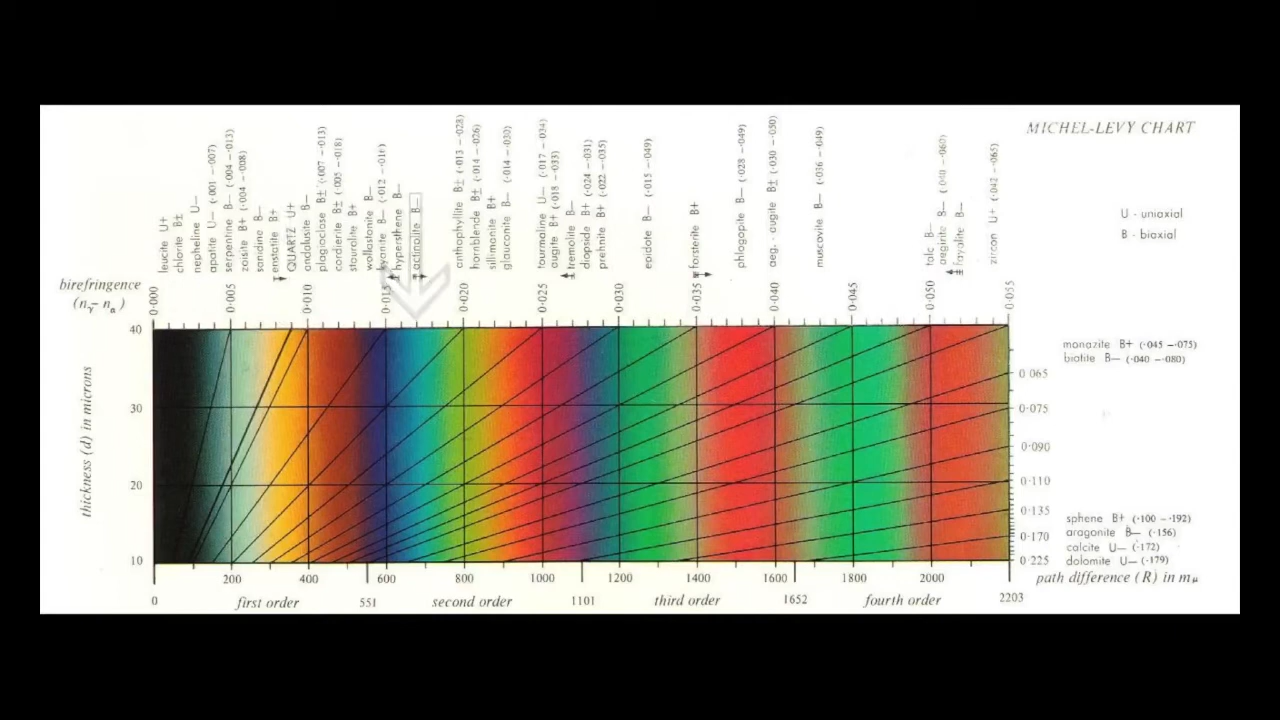 MICHEL-LEVY CHART
leucite U+
chlorite B±
nepheline U—
apatite U— (·001 –·007)
serpentine B— (·004 –·013)
zoisite B+ (·004 –·008)
sanidine B—
enstatite B+
QUARTZ U+
andalusite B—
plagioclase B± (·007 –·013)
cordierite B± (·005 –·018)
staurolite B+
wollastonite B—
kyanite B— (·012 –·016)
hypersthene B—
actinolite B—
anthophyllite B± (·013 –·028)
hornblende B± (·014 –·026)
sillimanite B+
glauconite B— (·014 –·030)
tourmaline U— (·017 –·034)
augite B+ (·018 –·033)
tremolite B—
diopside B+ (·024 –·031)
prehnite B+ (·022 –·035)
epidote B— (·015 –·049)
forsterite B+
phlogopite B— (·028 –·049)
aeg.-augite B± (·030 –·050)
muscovite B— (·036 –·049)
talc B—
aegirite B— (·040 –·060)
fayalite B—
zircon U+ (·042 –·065)
U - uniaxial
B - biaxial
birefringence
(nγ– nα)
0·000 0·005 0·010 0·015 0·020 0·025 0·030 0·035 0·040 0·045 0·050 0·055
thickness (d) in microns
40
30
20
10
monazite B+ (·045 –·075)
biotite B— (·040 –·080)
0·065
0·075
0·090
0·110
0·135
0·170
0·225
sphene B+ (·100 –·192)
aragonite B— (·156)
calcite U— (·172)
dolomite U— (·179)
200 400 600 800 1000 1200 1400 1600 1800 2000
path difference (R) in mμ
0 first order 551 second order 1101 third order 1652 fourth order 2203